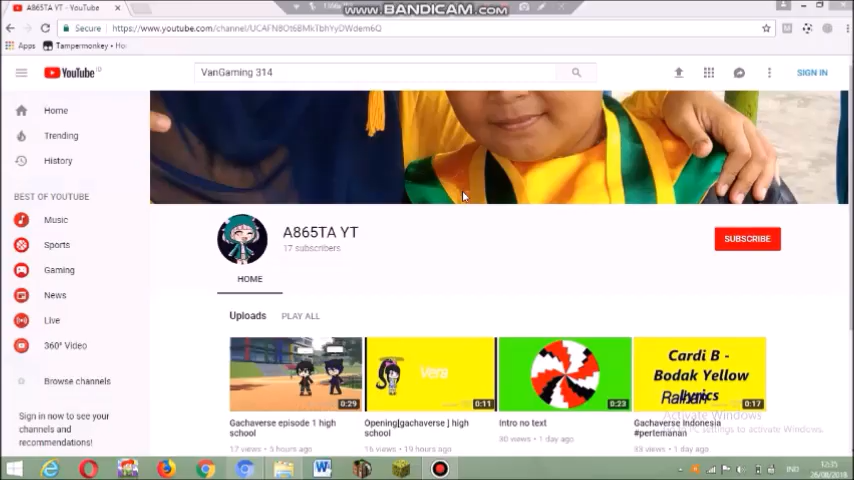 www.BANDICAM.com
A865TA YT - YouTube
Secure
https://www.youtube.com/channel/UCAFN8Ot6BMkTbhYyDWdem6Q
Apps
Tampermonkey
YouTube
ID
VanGaming 314
SIGN IN
Home
Trending
History
BEST OF YOUTUBE
Music
Sports
Gaming
News
Live
360° Video
Browse channels
Sign in now to see your
channels and
recommendations!
A865TA YT
17 subscribers
SUBSCRIBE
HOME
Uploads
PLAY ALL
0:29
Gachaverse episode 1 high
school
17 views • 5 hours ago
Vera
0:11
Opening[gachaverse ] high
school
16 views • 19 hours ago
0:23
Intro no text
30 views • 1 day ago
Cardi B -
Bodak Yellow
lyrics
0:17
Gachaverse Indonesia
#pertemanan
33 views • 1 day ago
Activate Windows
PC settings to activate Windows.
IND
12:35
26/08/2018